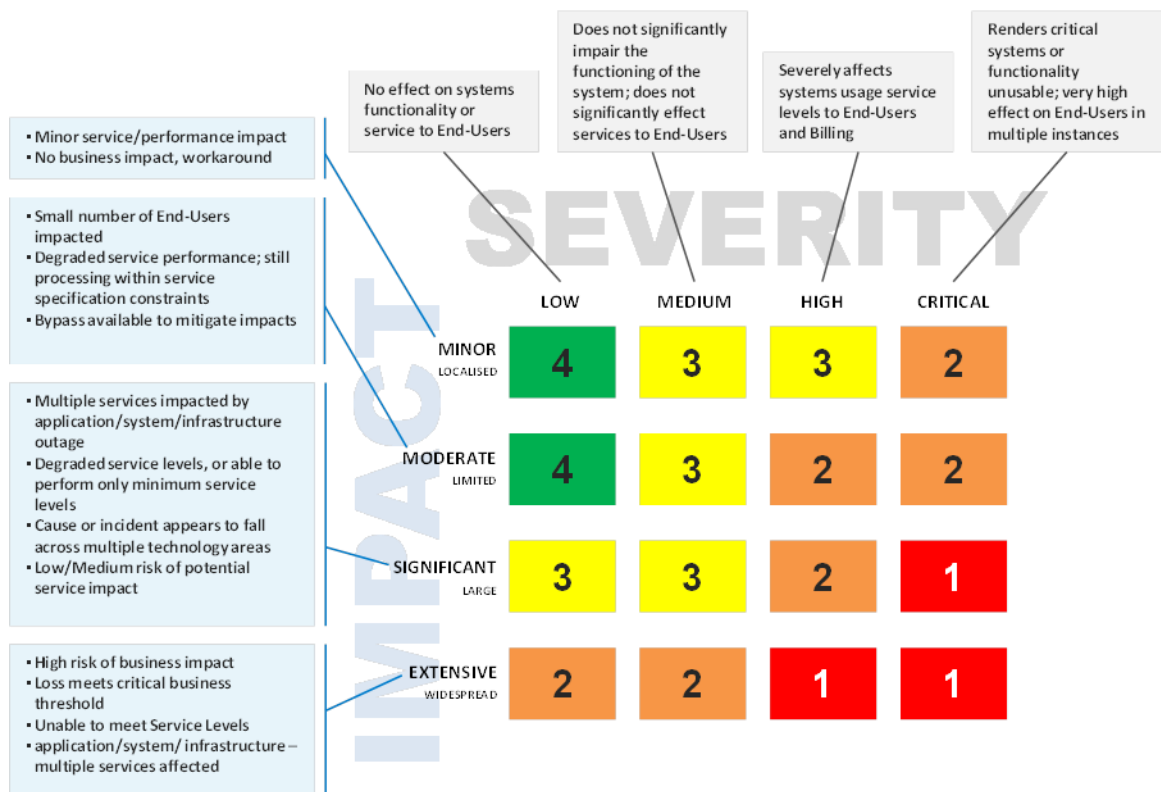 No effect on systems
functionality or
service to End-Users
Does not significantly
impair the
functioning of the
system; does not
significantly effect
services to End-Users
Severely affects
systems usage service
levels to End-Users
and Billing
Renders critical
systems or
functionality
unusable; very high
effect on End-Users in
multiple instances
▪ Minor service/performance impact
▪ No business impact, workaround
▪ Small number of End-Users
impacted
▪ Degraded service performance; still
processing within service
specification constraints
▪ Bypass available to mitigate impacts
▪ Multiple services impacted by
application/system/infrastructure
outage
▪ Degraded service levels, or able to
perform only minimum service
levels
▪ Cause or incident appears to fall
across multiple technology areas
▪ Low/Medium risk of potential
service impact
▪ High risk of business impact
▪ Loss meets critical business
threshold
▪ Unable to meet Service Levels
▪ application/system/ infrastructure –
multiple services affected
SEVERITY
IMPACT
LOW MEDIUM HIGH CRITICAL
MINOR
LOCALISED
4 3 3 2
MODERATE
LIMITED
4 3 2 2
SIGNIFICANT
LARGE
3 3 2 1
EXTENSIVE
WIDESPREAD
2 2 1 1